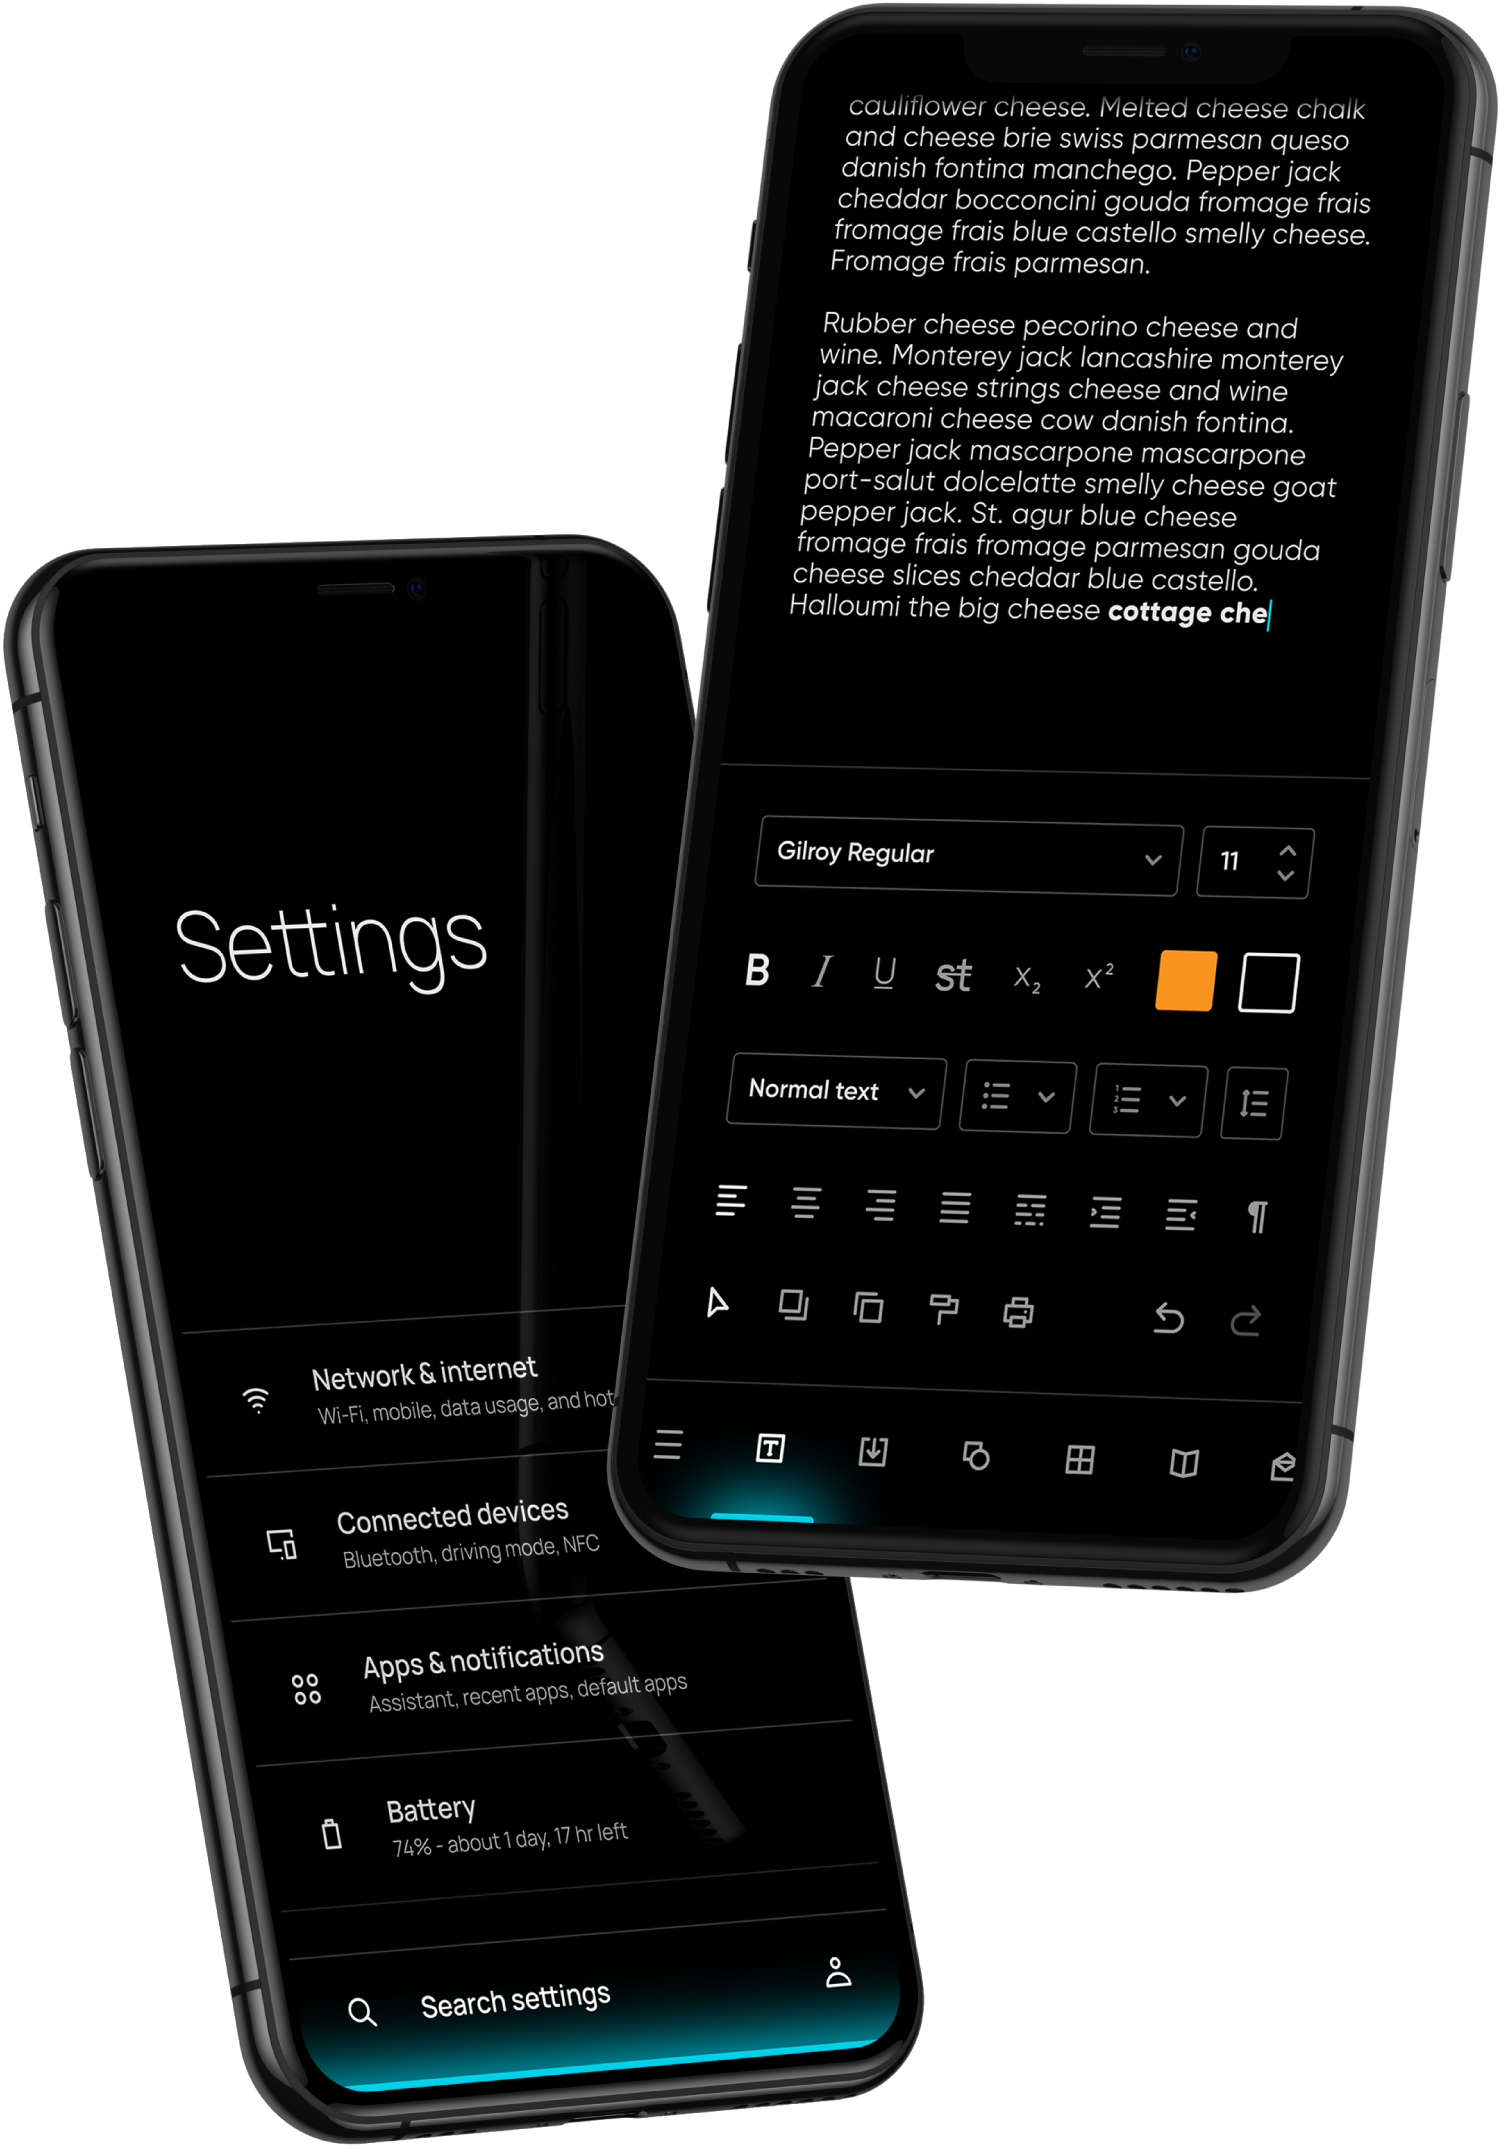 cauliflower cheese. Melted cheese chalk
and cheese brie swiss parmesan queso
danish fontina manchego. Pepper jack
cheddar bocconcini gouda fromage frais
fromage frais blue castello smelly cheese.
Fromage frais parmesan.
Rubber cheese pecorino cheese and
wine. Monterey jack lancashire monterey
jack cheese strings cheese and wine
macaroni cheese cow danish fontina.
Pepper jack mascarpone mascarpone
port-salut dolcelatte smelly cheese goat
pepper jack. St. agur blue cheese
fromage frais fromage parmesan gouda
cheese slices cheddar blue castello.
Halloumi the big cheese cottage che
Gilroy Regular
11
B I U st X₂ X²
Normal text
1
2
3
T
Settings
Network & internet
Wi-Fi, mobile, data usage, and hot
Connected devices
Bluetooth, driving mode, NFC
Apps & notifications
Assistant, recent apps, default apps
Battery
74% - about 1 day, 17 hr left
Search settings